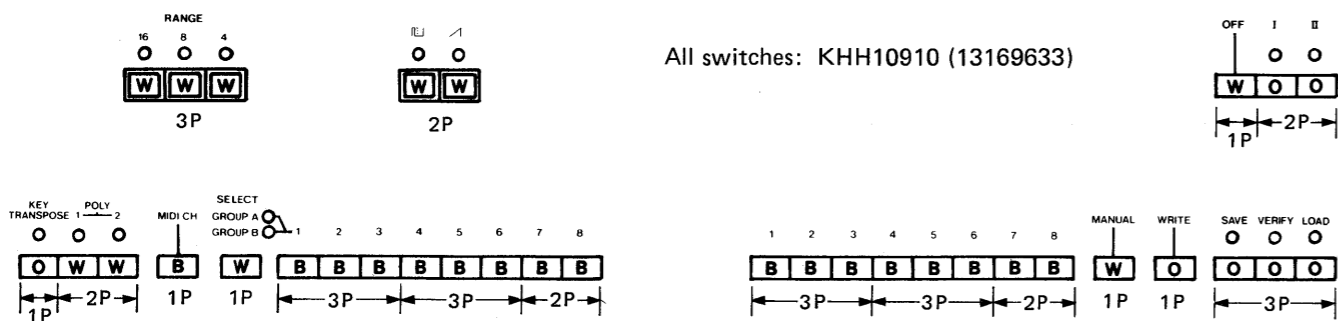 RANGE
16 8 4
W W W
3P
W W
2P
All switches: KHH10910 (13169633)
OFF I II
W O O
1P 2P
KEY TRANSPOSE
POLY
1 2
O W W
1P 2P
MIDI CH
B
1P
SELECT
GROUP A
GROUP B
W
1P
1 2 3 4 5 6 7 8
B B B B B B B B
3P 3P 2P
1 2 3 4 5 6 7 8
B B B B B B B B
3P 3P 2P
MANUAL
W
1P
WRITE
O
1P
SAVE VERIFY LOAD
O O O
3P